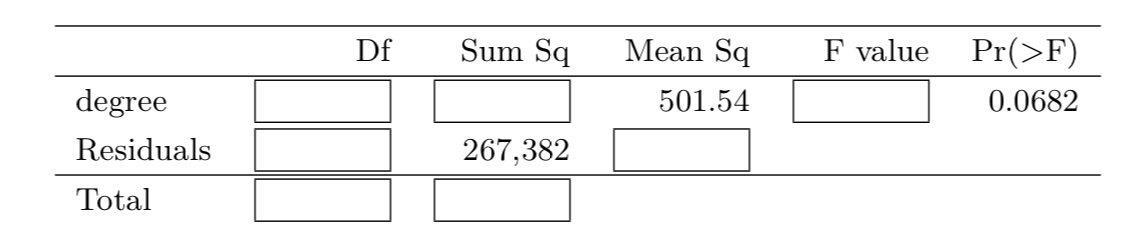 Df Sum Sq Mean Sq F value Pr(>F)
degree 501.54 0.0682
Residuals 267,382
Total